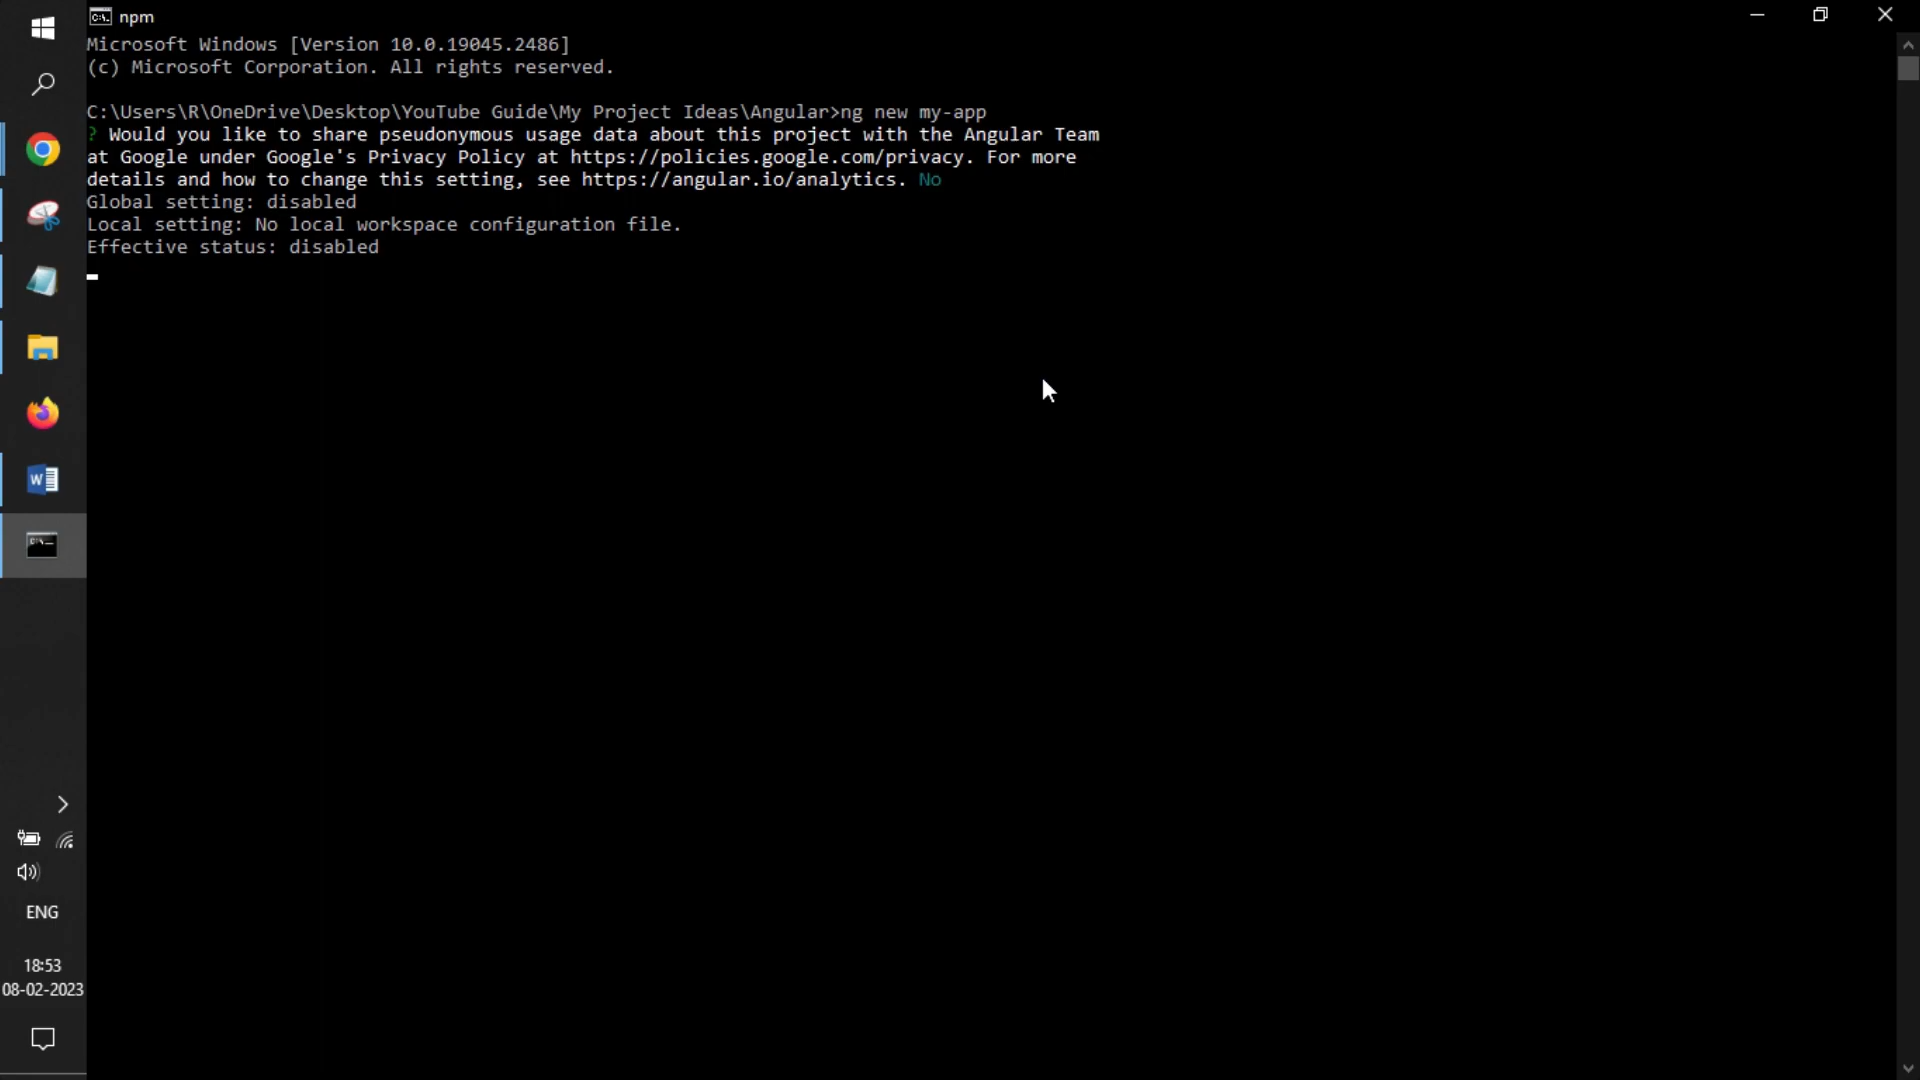 npm
Microsoft Windows [Version 10.0.19045.2486]
(c) Microsoft Corporation. All rights reserved.
C:\Users\R\OneDrive\Desktop\YouTube Guide\My Project Ideas\Angular>ng new my-app
? Would you like to share pseudonymous usage data about this project with the Angular Team
at Google under Google's Privacy Policy at https://policies.google.com/privacy. For more
details and how to change this setting, see https://angular.io/analytics. No
Global setting: disabled
Local setting: No local workspace configuration file.
Effective status: disabled
ENG
18:53
08-02-2023